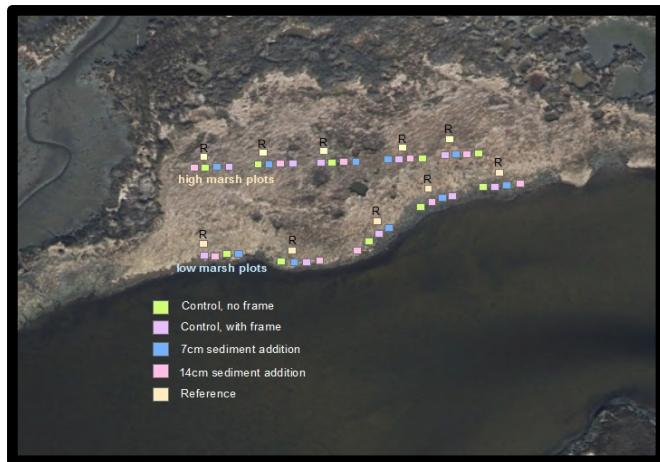 R
R
R
R
R
high marsh plots
R
R
R
R
R
low marsh plots
Control, no frame
Control, with frame
7cm sediment addition
14cm sediment addition
Reference